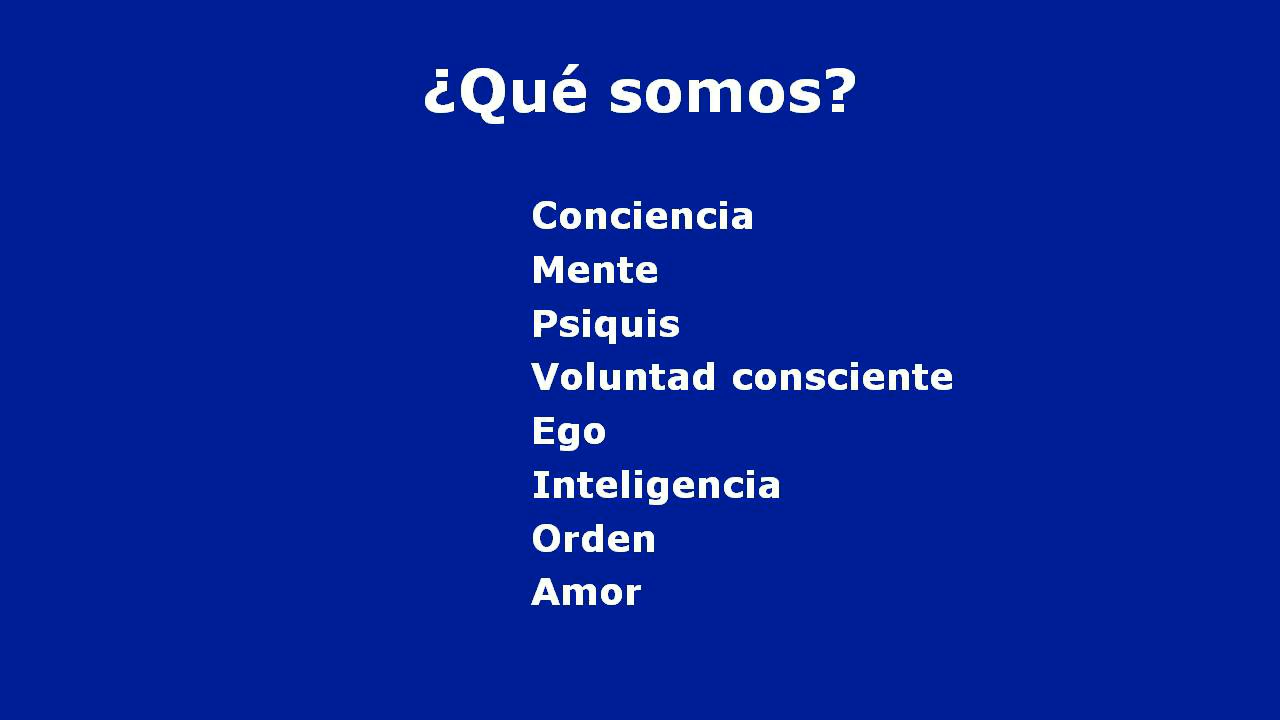 ¿Qué somos?
Conciencia
Mente
Psiquis
Voluntad consciente
Ego
Inteligencia
Orden
Amor